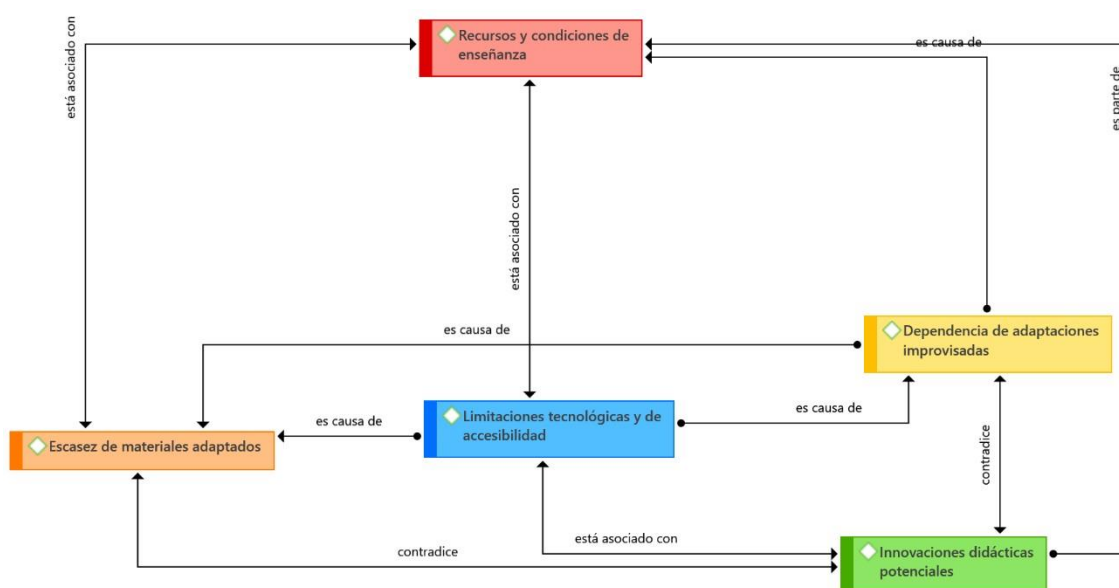 Recursos y condiciones de
enseñanza
es causa de
está asociado con
es parte de
está asociado con
es causa de
Dependencia de adaptaciones
improvisadas
Limitaciones tecnológicas y de
accesibilidad
es causa de
es causa de
Escasez de materiales adaptados
contradice
está asociado con
contradice
Innovaciones didácticas
potenciales